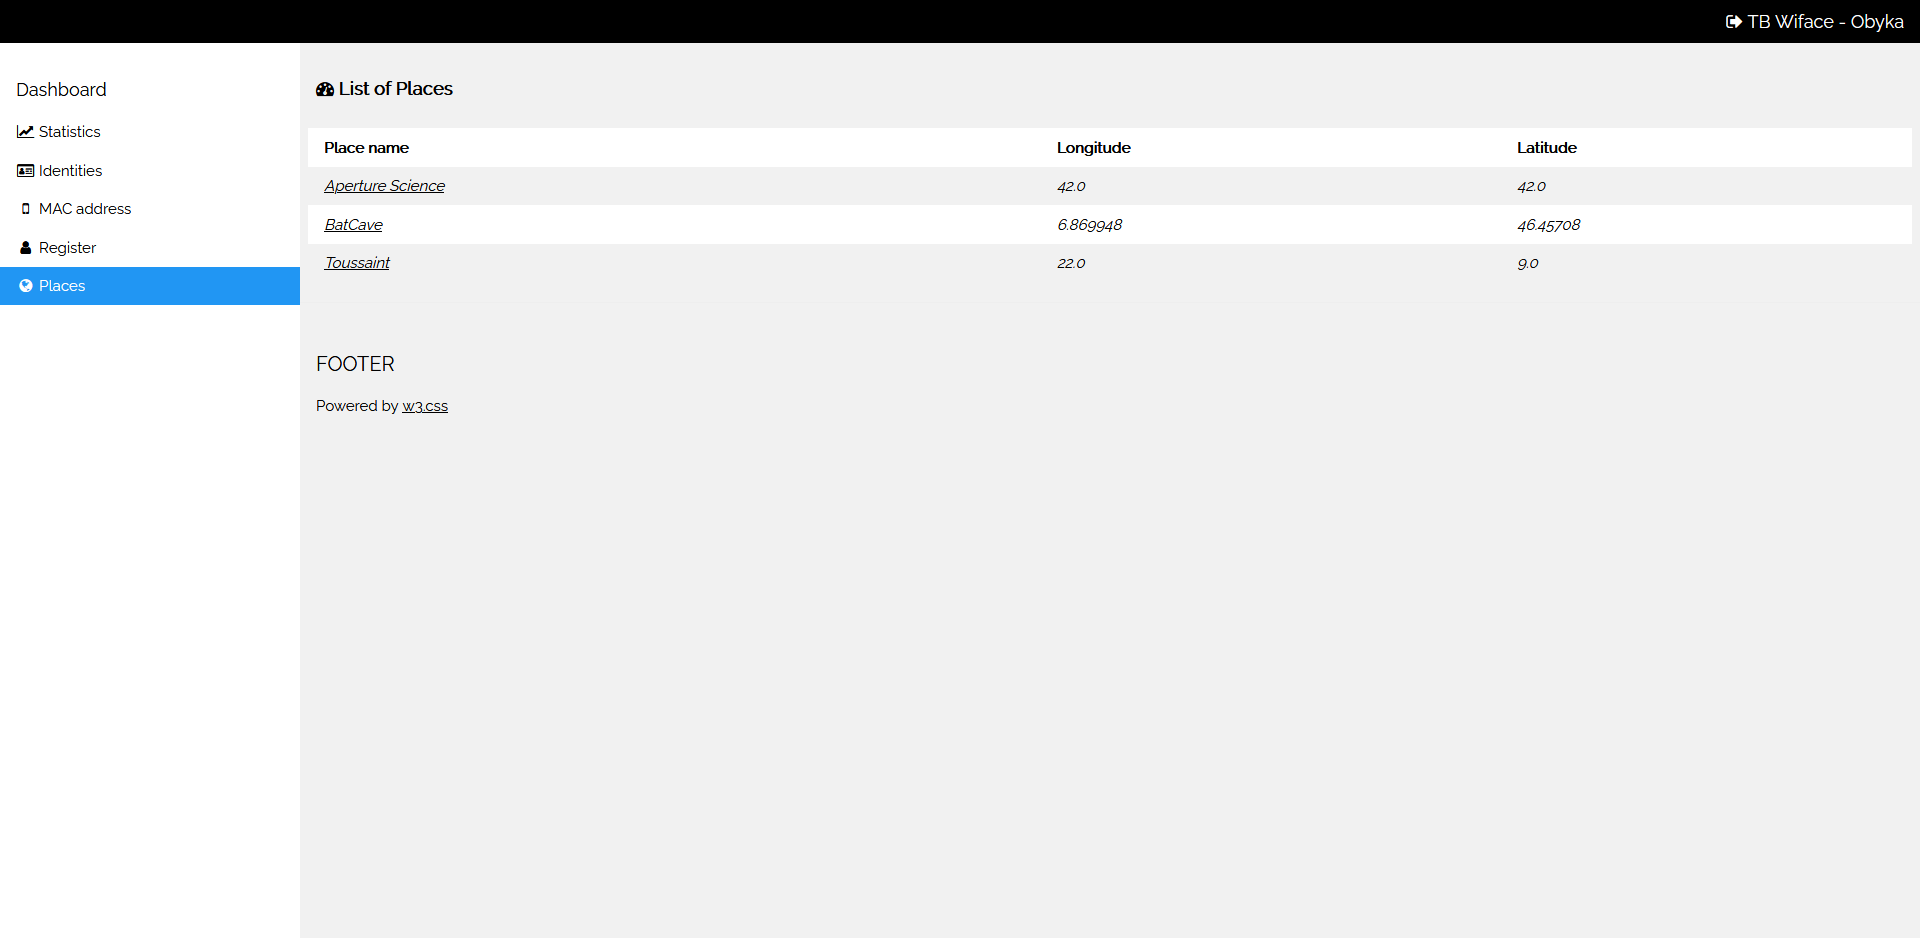 TB Wiface - Obyka
Dashboard
Statistics
Identities
MAC address
Register
Places
List of Places
Place name Longitude Latitude
Aperture Science 42.0 42.0
BatCave 6.869948 46.45708
Toussaint 22.0 9.0
FOOTER
Powered by w3.css